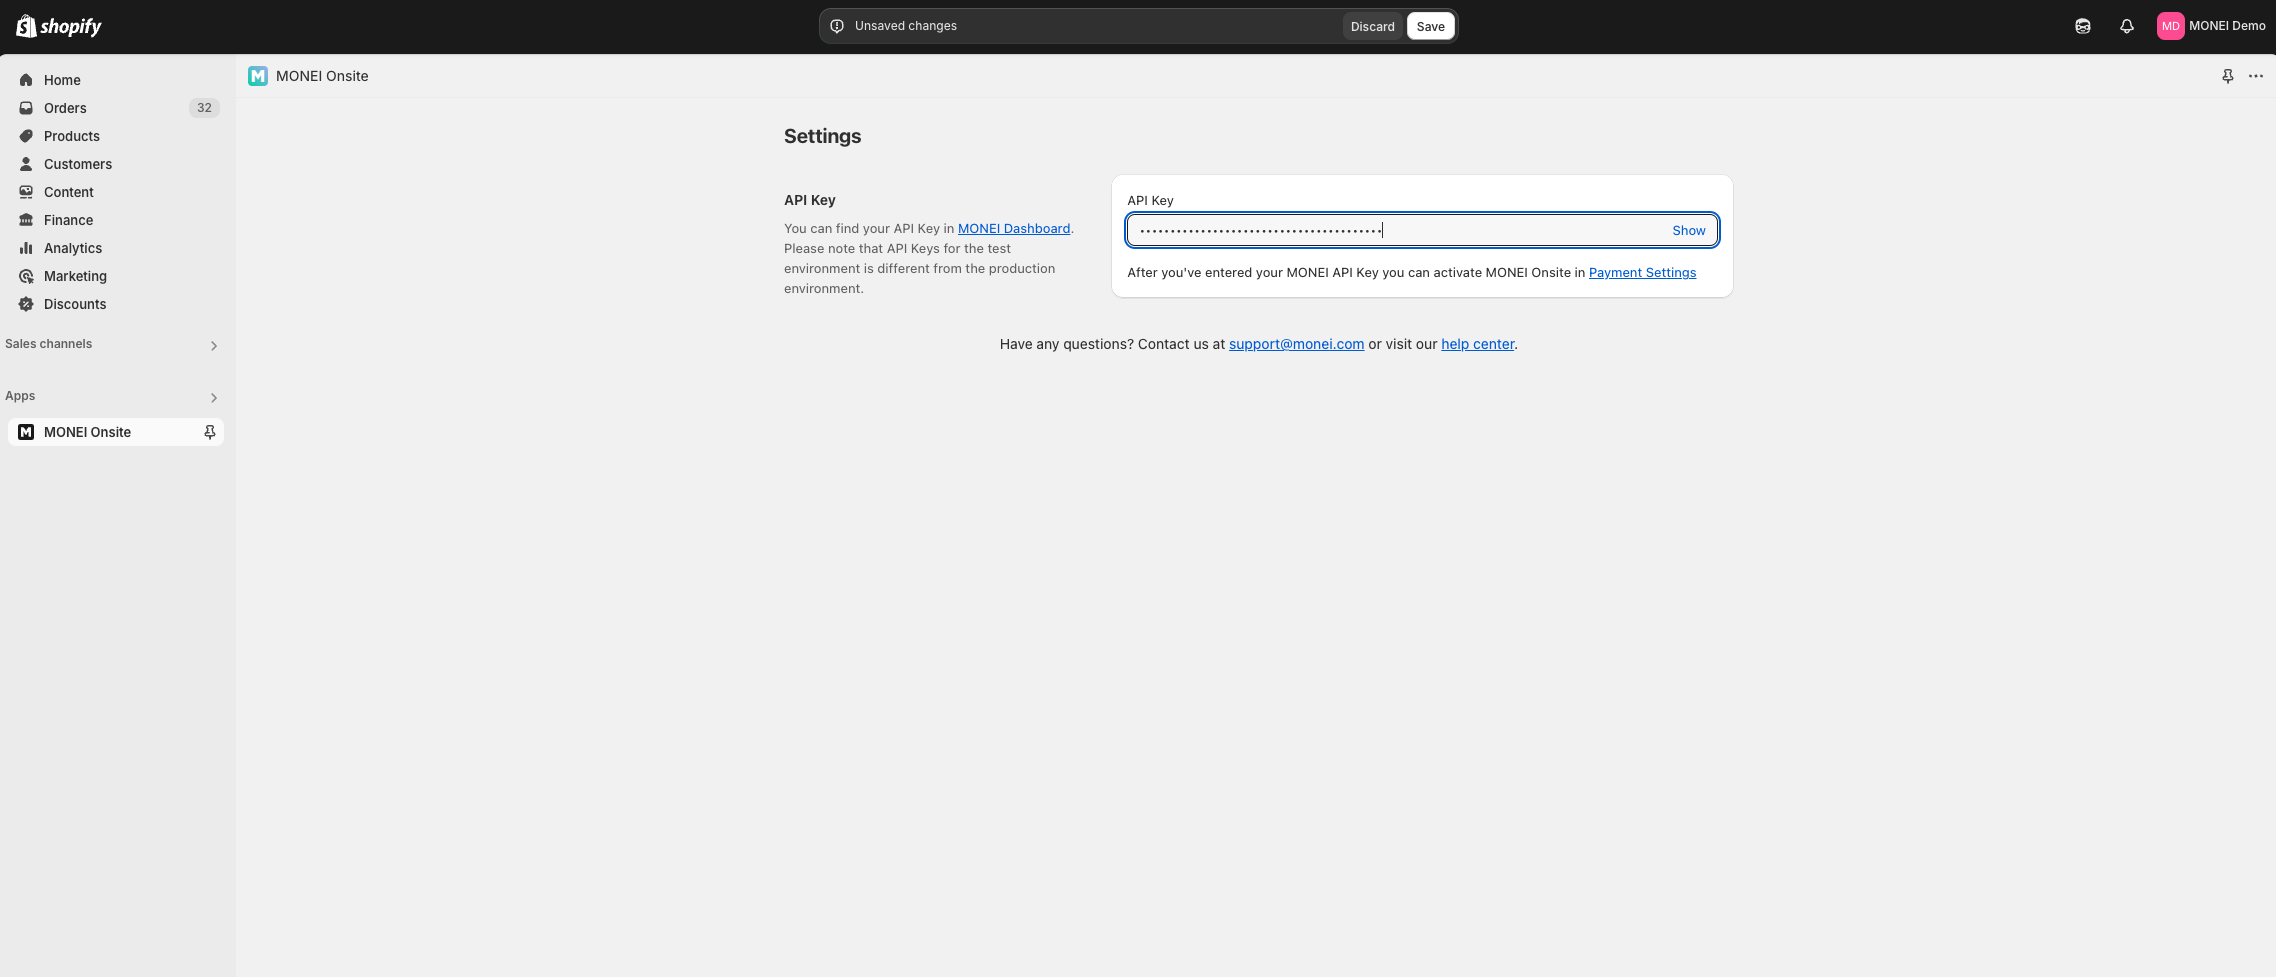 shopify
Unsaved changes
Discard
Save
MD
MONEI Demo
Home
Orders
32
Products
Customers
Content
Finance
Analytics
Marketing
Discounts
Sales channels
Apps
M MONEI Onsite
M MONEI Onsite
Settings
API Key
You can find your API Key in MONEI Dashboard.
Please note that API Keys for the test
environment is different from the production
environment.
API Key
••••••••••••••••••••••••••••••••••••••••
Show
After you've entered your MONEI API Key you can activate MONEI Onsite in Payment Settings
Have any questions? Contact us at support@monei.com or visit our help center.